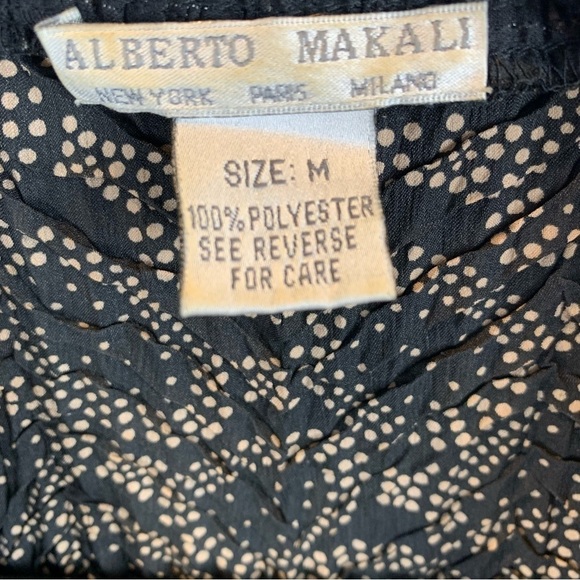 ALBERTO MAKALI
NEW YORK PARIS MILANO
SIZE: M
100% POLYESTER
SEE REVERSE
FOR CARE